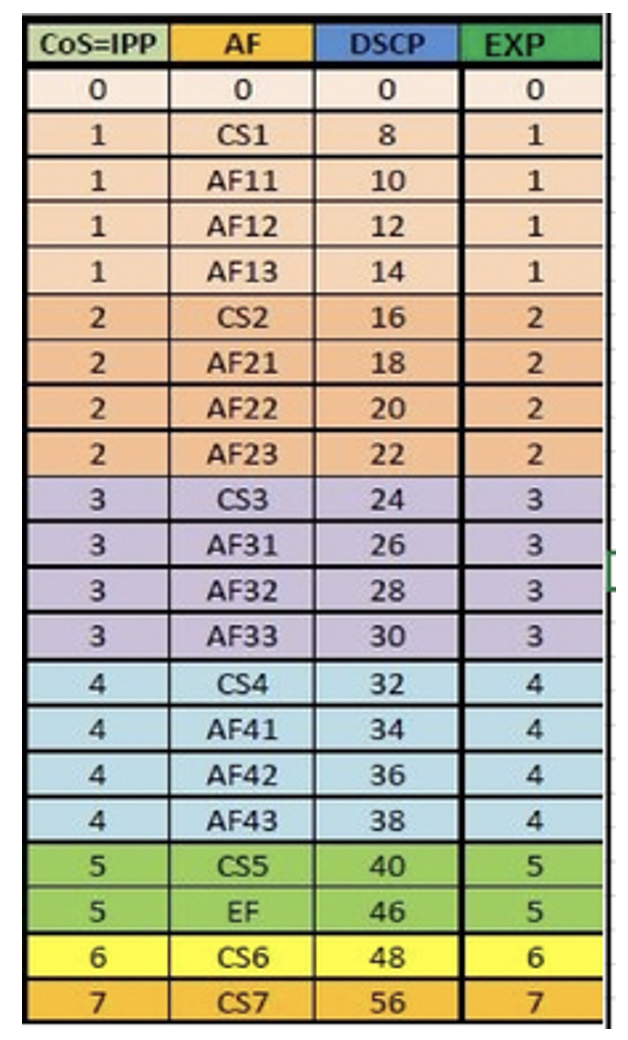 CoS=IPP AF DSCP EXP
0 0 0 0
1 CS1 8 1
1 AF11 10 1
1 AF12 12 1
1 AF13 14 1
2 CS2 16 2
2 AF21 18 2
2 AF22 20 2
2 AF23 22 2
3 CS3 24 3
3 AF31 26 3
3 AF32 28 3
3 AF33 30 3
4 CS4 32 4
4 AF41 34 4
4 AF42 36 4
4 AF43 38 4
5 CS5 40 5
5 EF 46 5
6 CS6 48 6
7 CS7 56 7